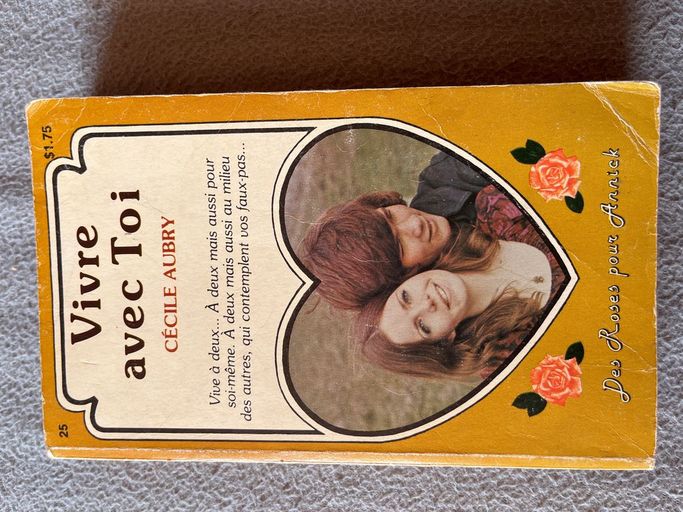 25
$1.75
Vivre
avec Toi
CÉCILE AUBRY
Vive à deux... À deux mais aussi pour
soi-même. À deux mais aussi au milieu
des autres, qui contemplent vos faux-pas...
Des Roses pour Annick